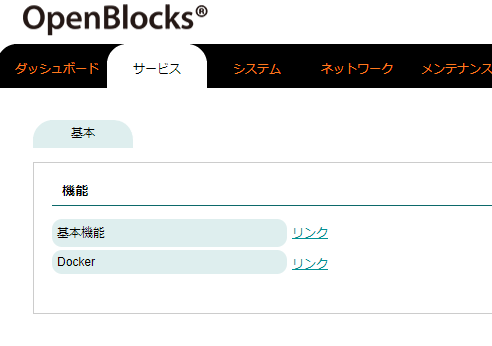 OpenBlocks®
ダッシュボード サービス システム ネットワーク メンテナンス
基本
機能
基本機能 リンク
Docker リンク